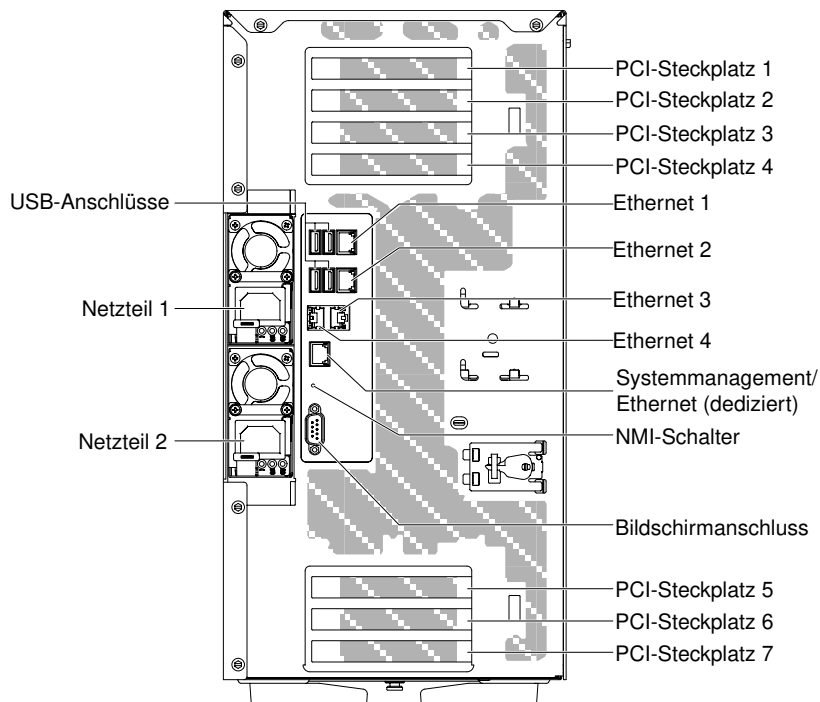 PCI-Steckplatz 1
PCI-Steckplatz 2
PCI-Steckplatz 3
PCI-Steckplatz 4
USB-Anschlüsse
Ethernet 1
Ethernet 2
Netzteil 1
Ethernet 3
Ethernet 4
Systemmanagement/
Ethernet (dediziert)
Netzteil 2
NMI-Schalter
Bildschirmanschluss
PCI-Steckplatz 5
PCI-Steckplatz 6
PCI-Steckplatz 7